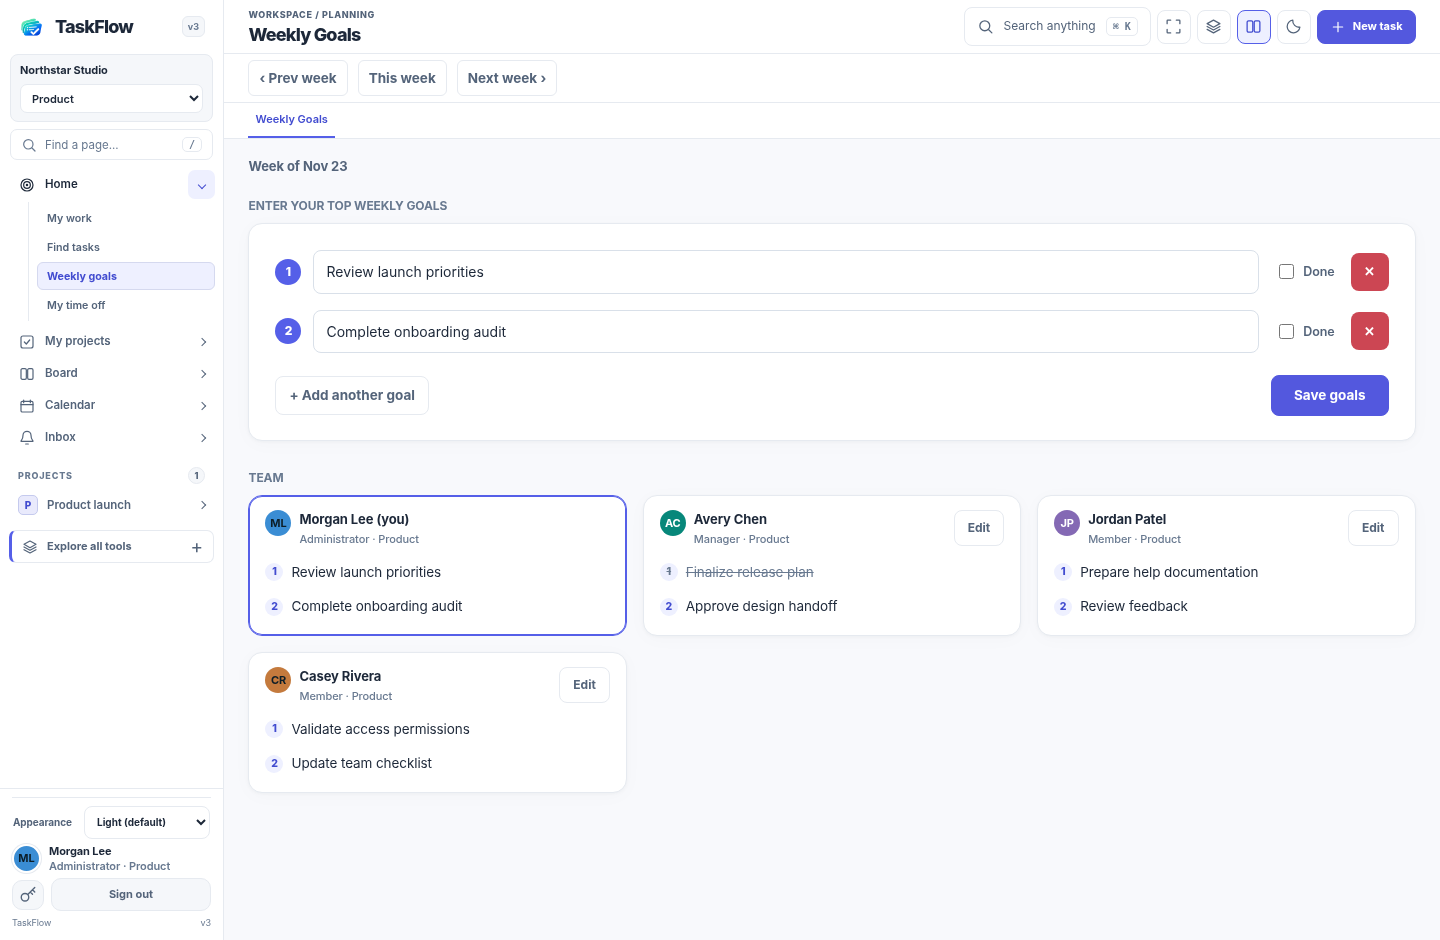 TaskFlow
v3
Northstar Studio
Product
Find a page...
/
Home
My work
Find tasks
Weekly goals
My time off
My projects
Board
Calendar
Inbox
PROJECTS
1
P
Product launch
Explore all tools
+
Appearance
Light (default)
ML
Morgan Lee
Administrator · Product
Sign out
TaskFlow
v3
WORKSPACE / PLANNING
Weekly Goals
Search anything
⌘ K
+ New task
‹ Prev week
This week
Next week ›
Weekly Goals
Week of Nov 23
ENTER YOUR TOP WEEKLY GOALS
1
Review launch priorities
Done
×
2
Complete onboarding audit
Done
×
+ Add another goal
Save goals
TEAM
ML
Morgan Lee (you)
Administrator · Product
1 Review launch priorities
2 Complete onboarding audit
AC
Avery Chen
Manager · Product
Edit
1 Finalize release plan
2 Approve design handoff
JP
Jordan Patel
Member · Product
Edit
1 Prepare help documentation
2 Review feedback
CR
Casey Rivera
Member · Product
Edit
1 Validate access permissions
2 Update team checklist